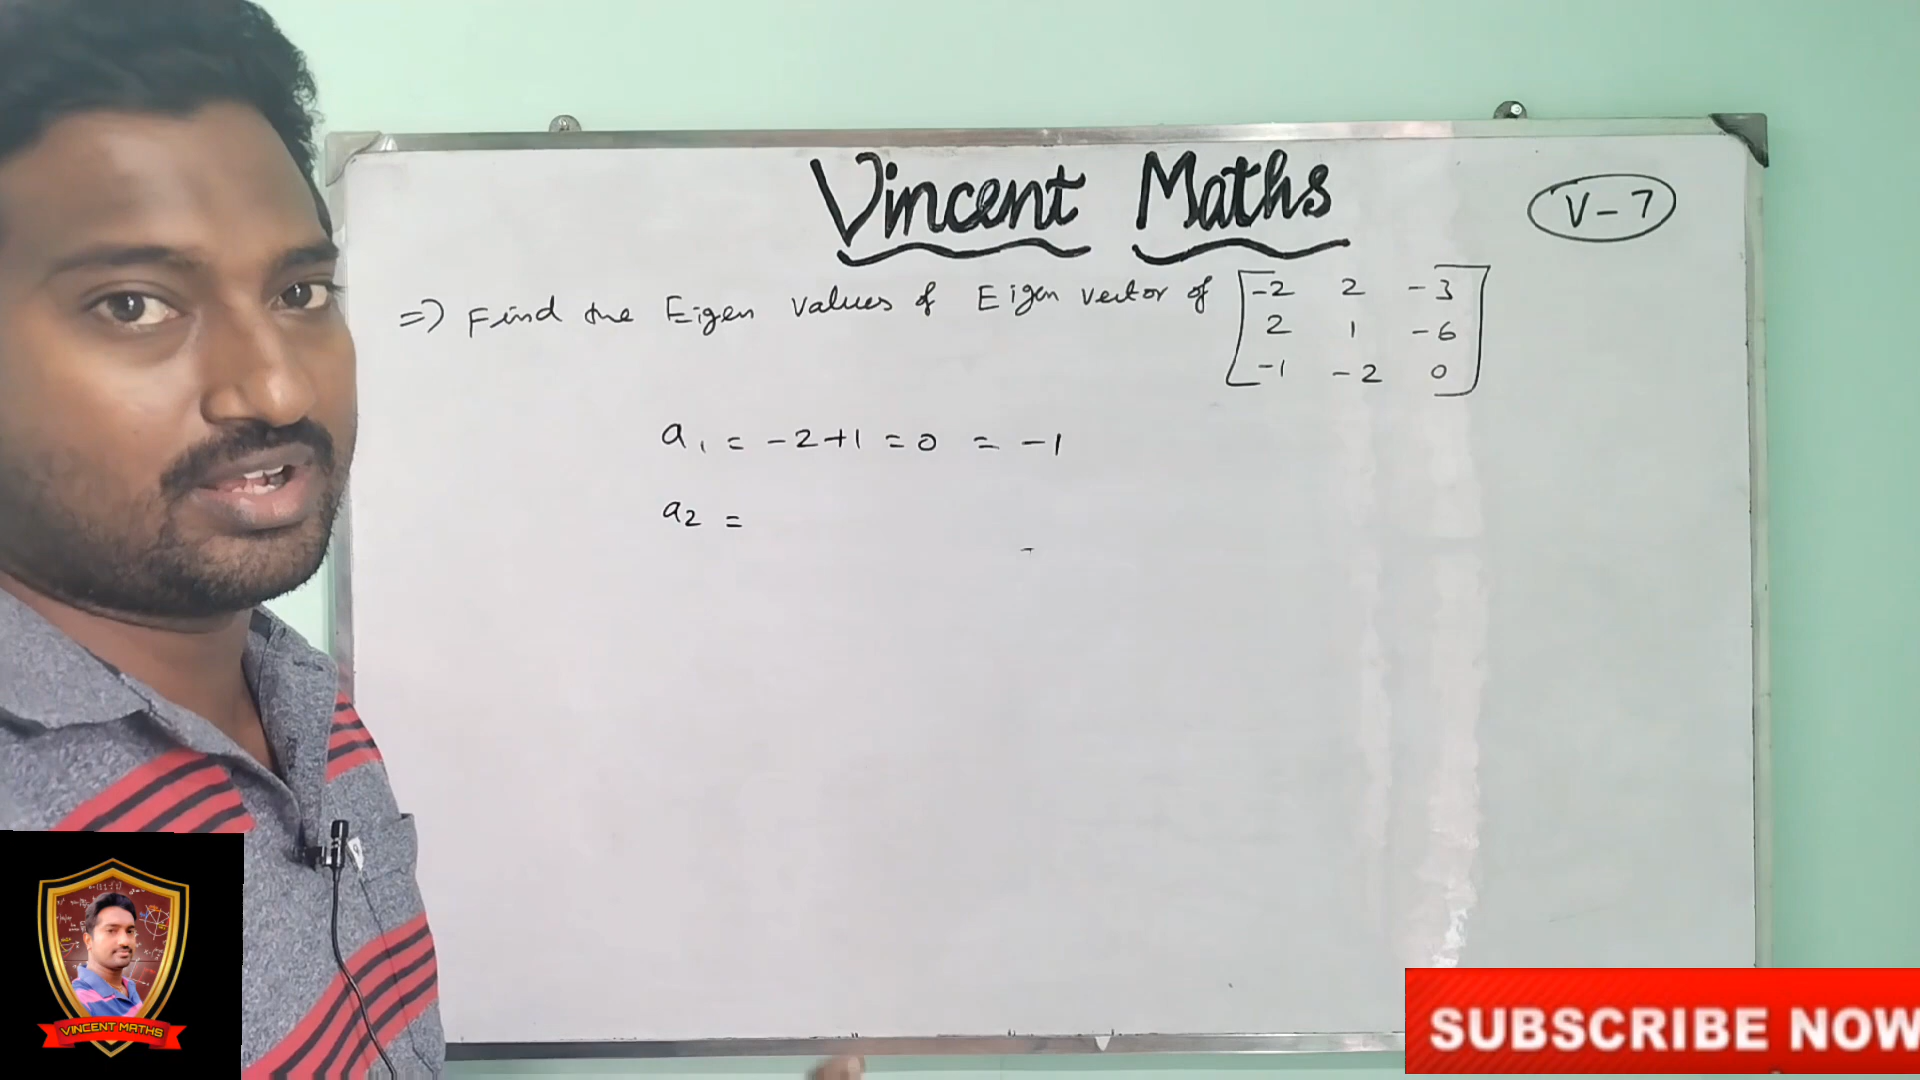 Vincent Maths
V-7
=) Find the Eigen values of Eigen vector of
-2 2 -3
2 1 -6
-1 -2 0
a1 = -2+1 = 0 = -1
a2 =
VINCENT MATHS
SUBSCRIBE NOW